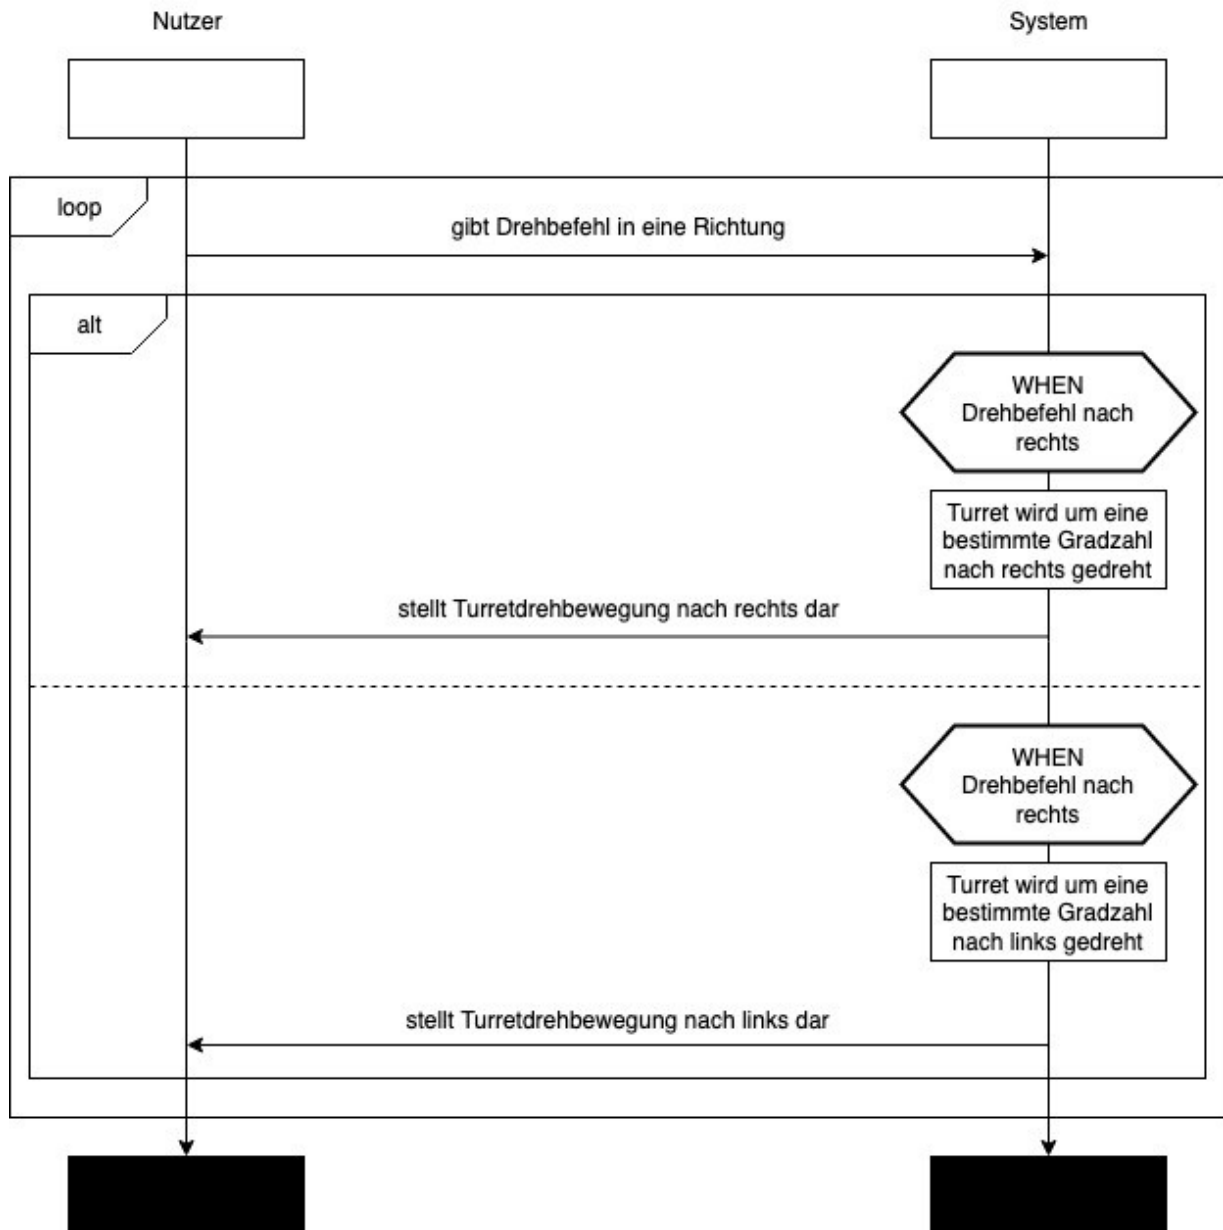 Nutzer
System
loop
gibt Drehbefehl in eine Richtung
alt
WHEN
Drehbefehl nach
rechts
Turret wird um eine
bestimmte Gradzahl
nach rechts gedreht
stellt Turretdrehbewegung nach rechts dar
WHEN
Drehbefehl nach
rechts
Turret wird um eine
bestimmte Gradzahl
nach links gedreht
stellt Turretdrehbewegung nach links dar